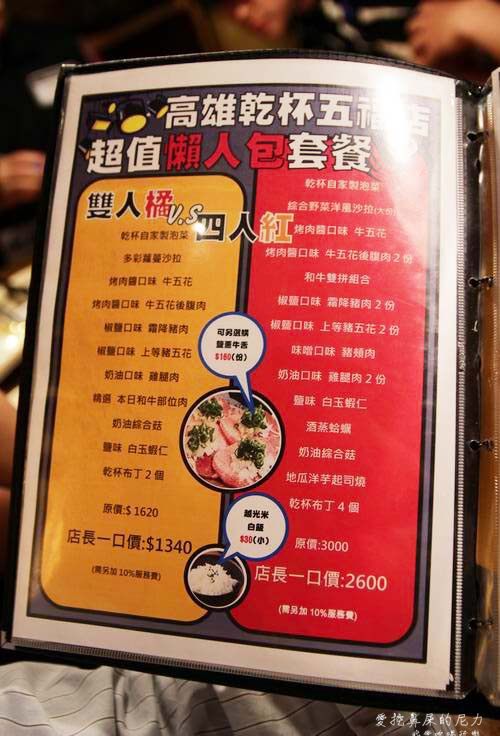 高雄乾杯五福店
超值懶人包套餐
雙人橘
V.S
四人紅
乾杯自家製泡菜
多彩蘿蔓沙拉
烤肉醬口味 牛五花
烤肉醬口味 牛五花後腹肉
椒鹽口味 霜降豬肉
椒鹽口味 上等豬五花
奶油口味 雞腿肉
精選 本日和牛部位肉
奶油綜合菇
鹽味 白玉蝦仁
乾杯布丁2個
原價:$1620
店長一口價:$1340
(需另加10%服務費)
可另選購
鹽蔥牛舌
$160(份)
越光米
白飯
$30(小)
乾杯自家製泡菜
綜合野菜洋風沙拉(大份)
烤肉醬口味 牛五花
烤肉醬口味 牛五花後腹肉2份
和牛雙拼組合
椒鹽口味 霜降豬肉2份
椒鹽口味 上等豬五花2份
味噌口味 豬頰肉
奶油口味 雞腿肉2份
鹽味 白玉蝦仁
酒蒸蛤蠣
奶油綜合菇
地瓜洋芋起司燒
乾杯布丁4個
原價:3000
店長一口價:2600
(需另加10%服務費)
愛挖鼻屎的尼力